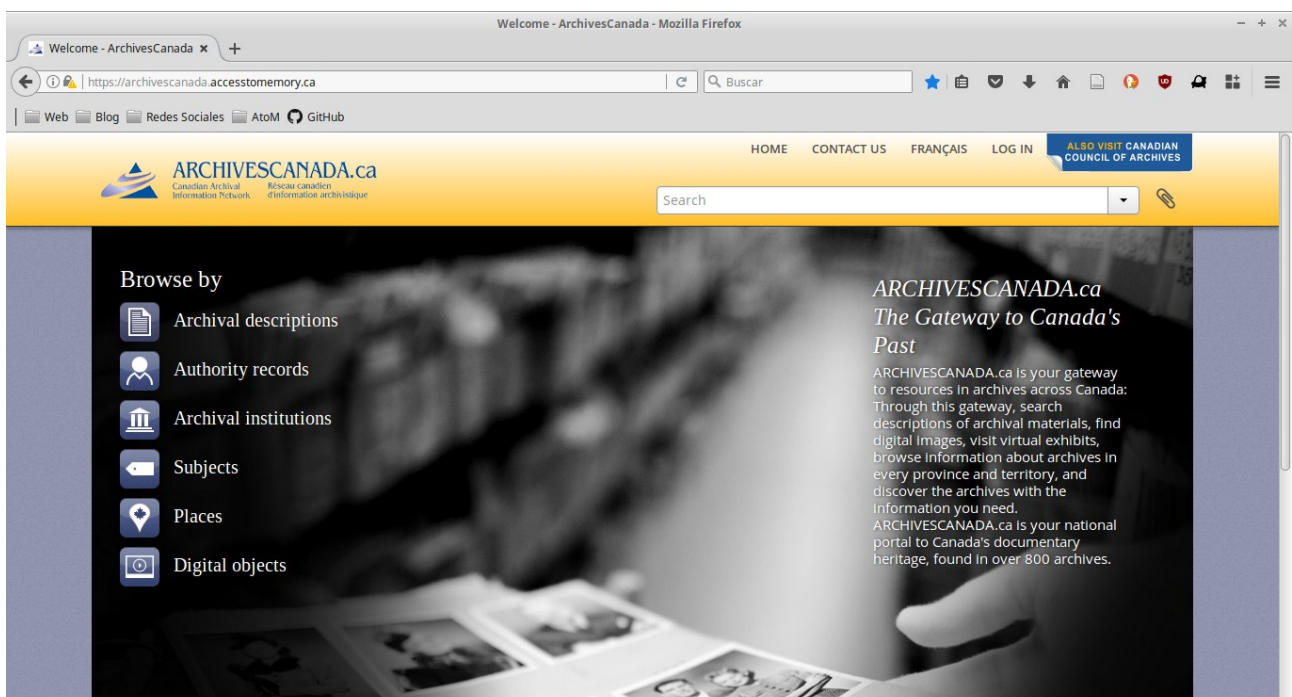 Welcome - ArchivesCanada - Mozilla Firefox
Welcome - ArchivesCanada
https://archivescanada.accesstomemory.ca
Buscar
Web Blog Redes Sociales AtoM GitHub
HOME CONTACT US FRANÇAIS LOG IN
ALSO VISIT CANADIAN
COUNCIL OF ARCHIVES
ARCHIVESCANADA.ca
Canadian Archival Réseau canadien
Information Network d'information archivistique
Search
Browse by
Archival descriptions
Authority records
Archival institutions
Subjects
Places
Digital objects
ARCHIVESCANADA.ca
The Gateway to Canada's
Past
ARCHIVESCANADA.ca is your gateway
to resources in archives across Canada:
Through this gateway, search
descriptions of archival materials, find
digital images, visit virtual exhibits,
browse information about archives in
every province and territory, and
discover the archives with the
information you need.
ARCHIVESCANADA.ca is your national
portal to Canada's documentary
heritage, found in over 800 archives.